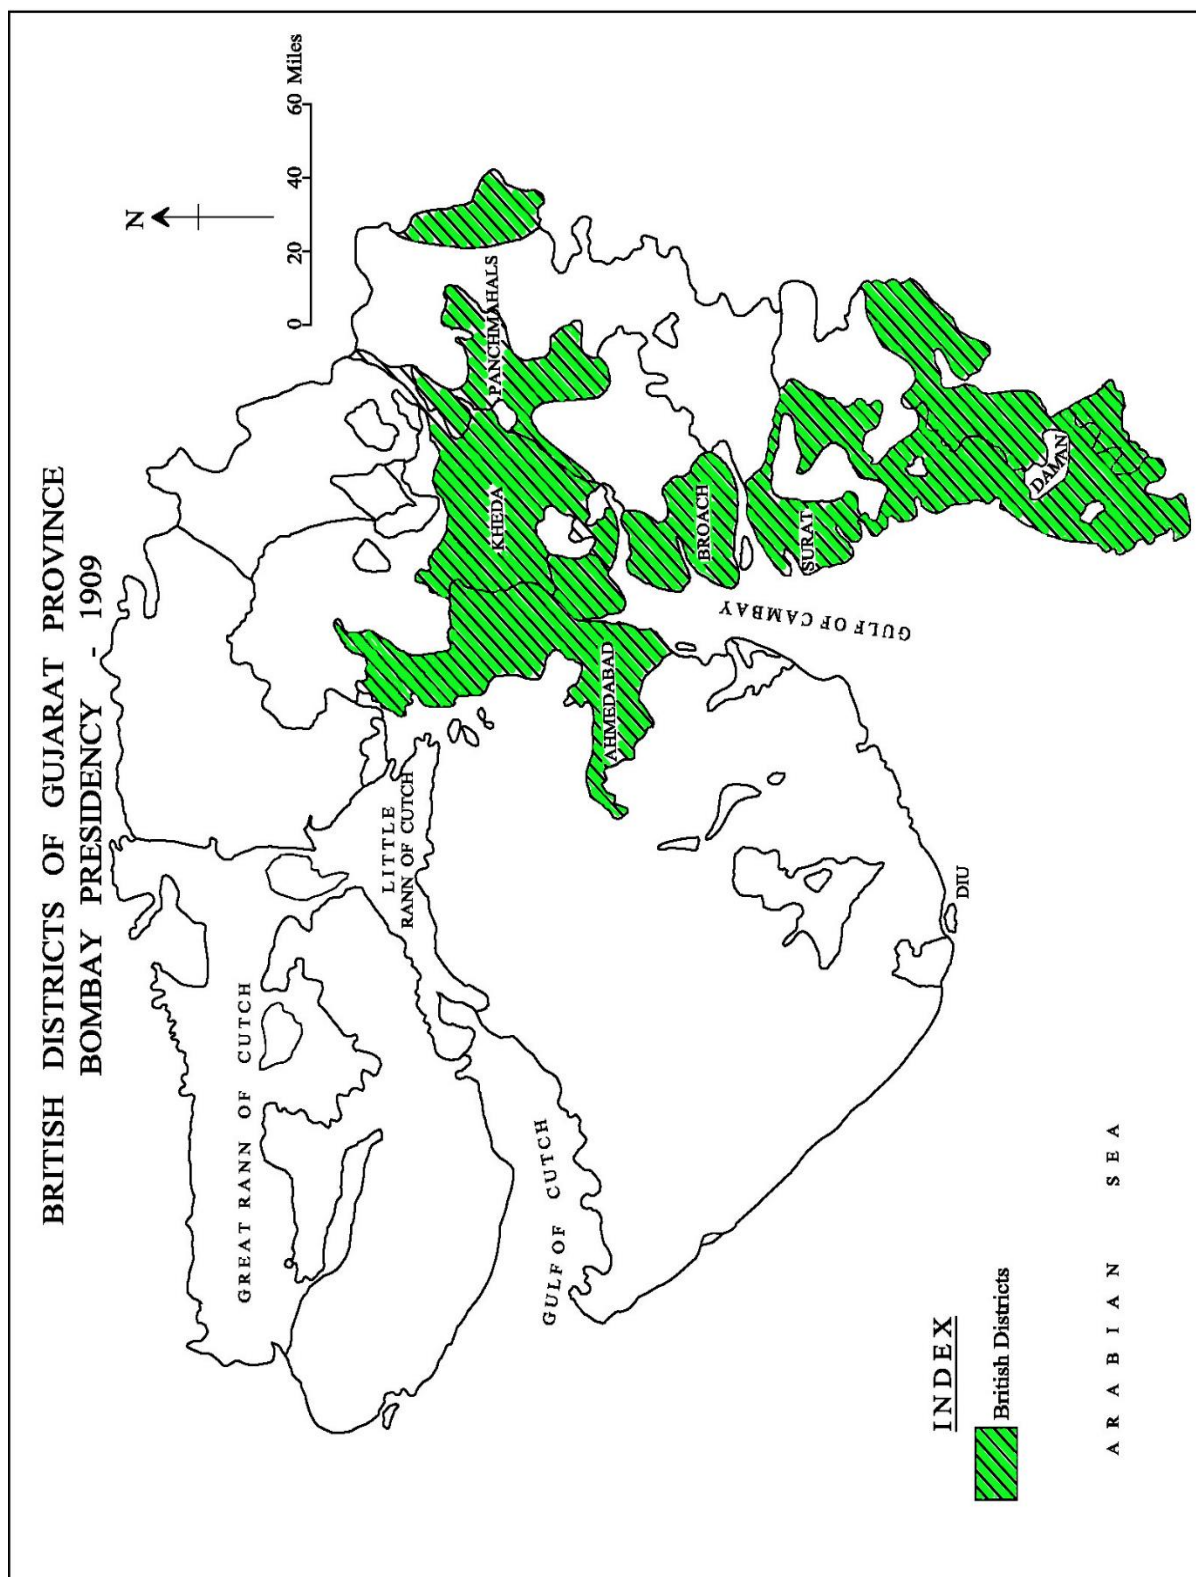 BRITISH DISTRICTS OF GUJARAT PROVINCE
BOMBAY PRESIDENCY - 1909
N
0 20 40 60 Miles
GREAT RANN OF CUTCH
LITTLE
RANN OF CUTCH
GULF OF CUTCH
AHMEDABAD
KHEDA
PANCHMAHALS
BROACH
GULF OF CAMBAY
SURAT
DAMAN
DIU
INDEX
British Districts
ARABIAN SEA